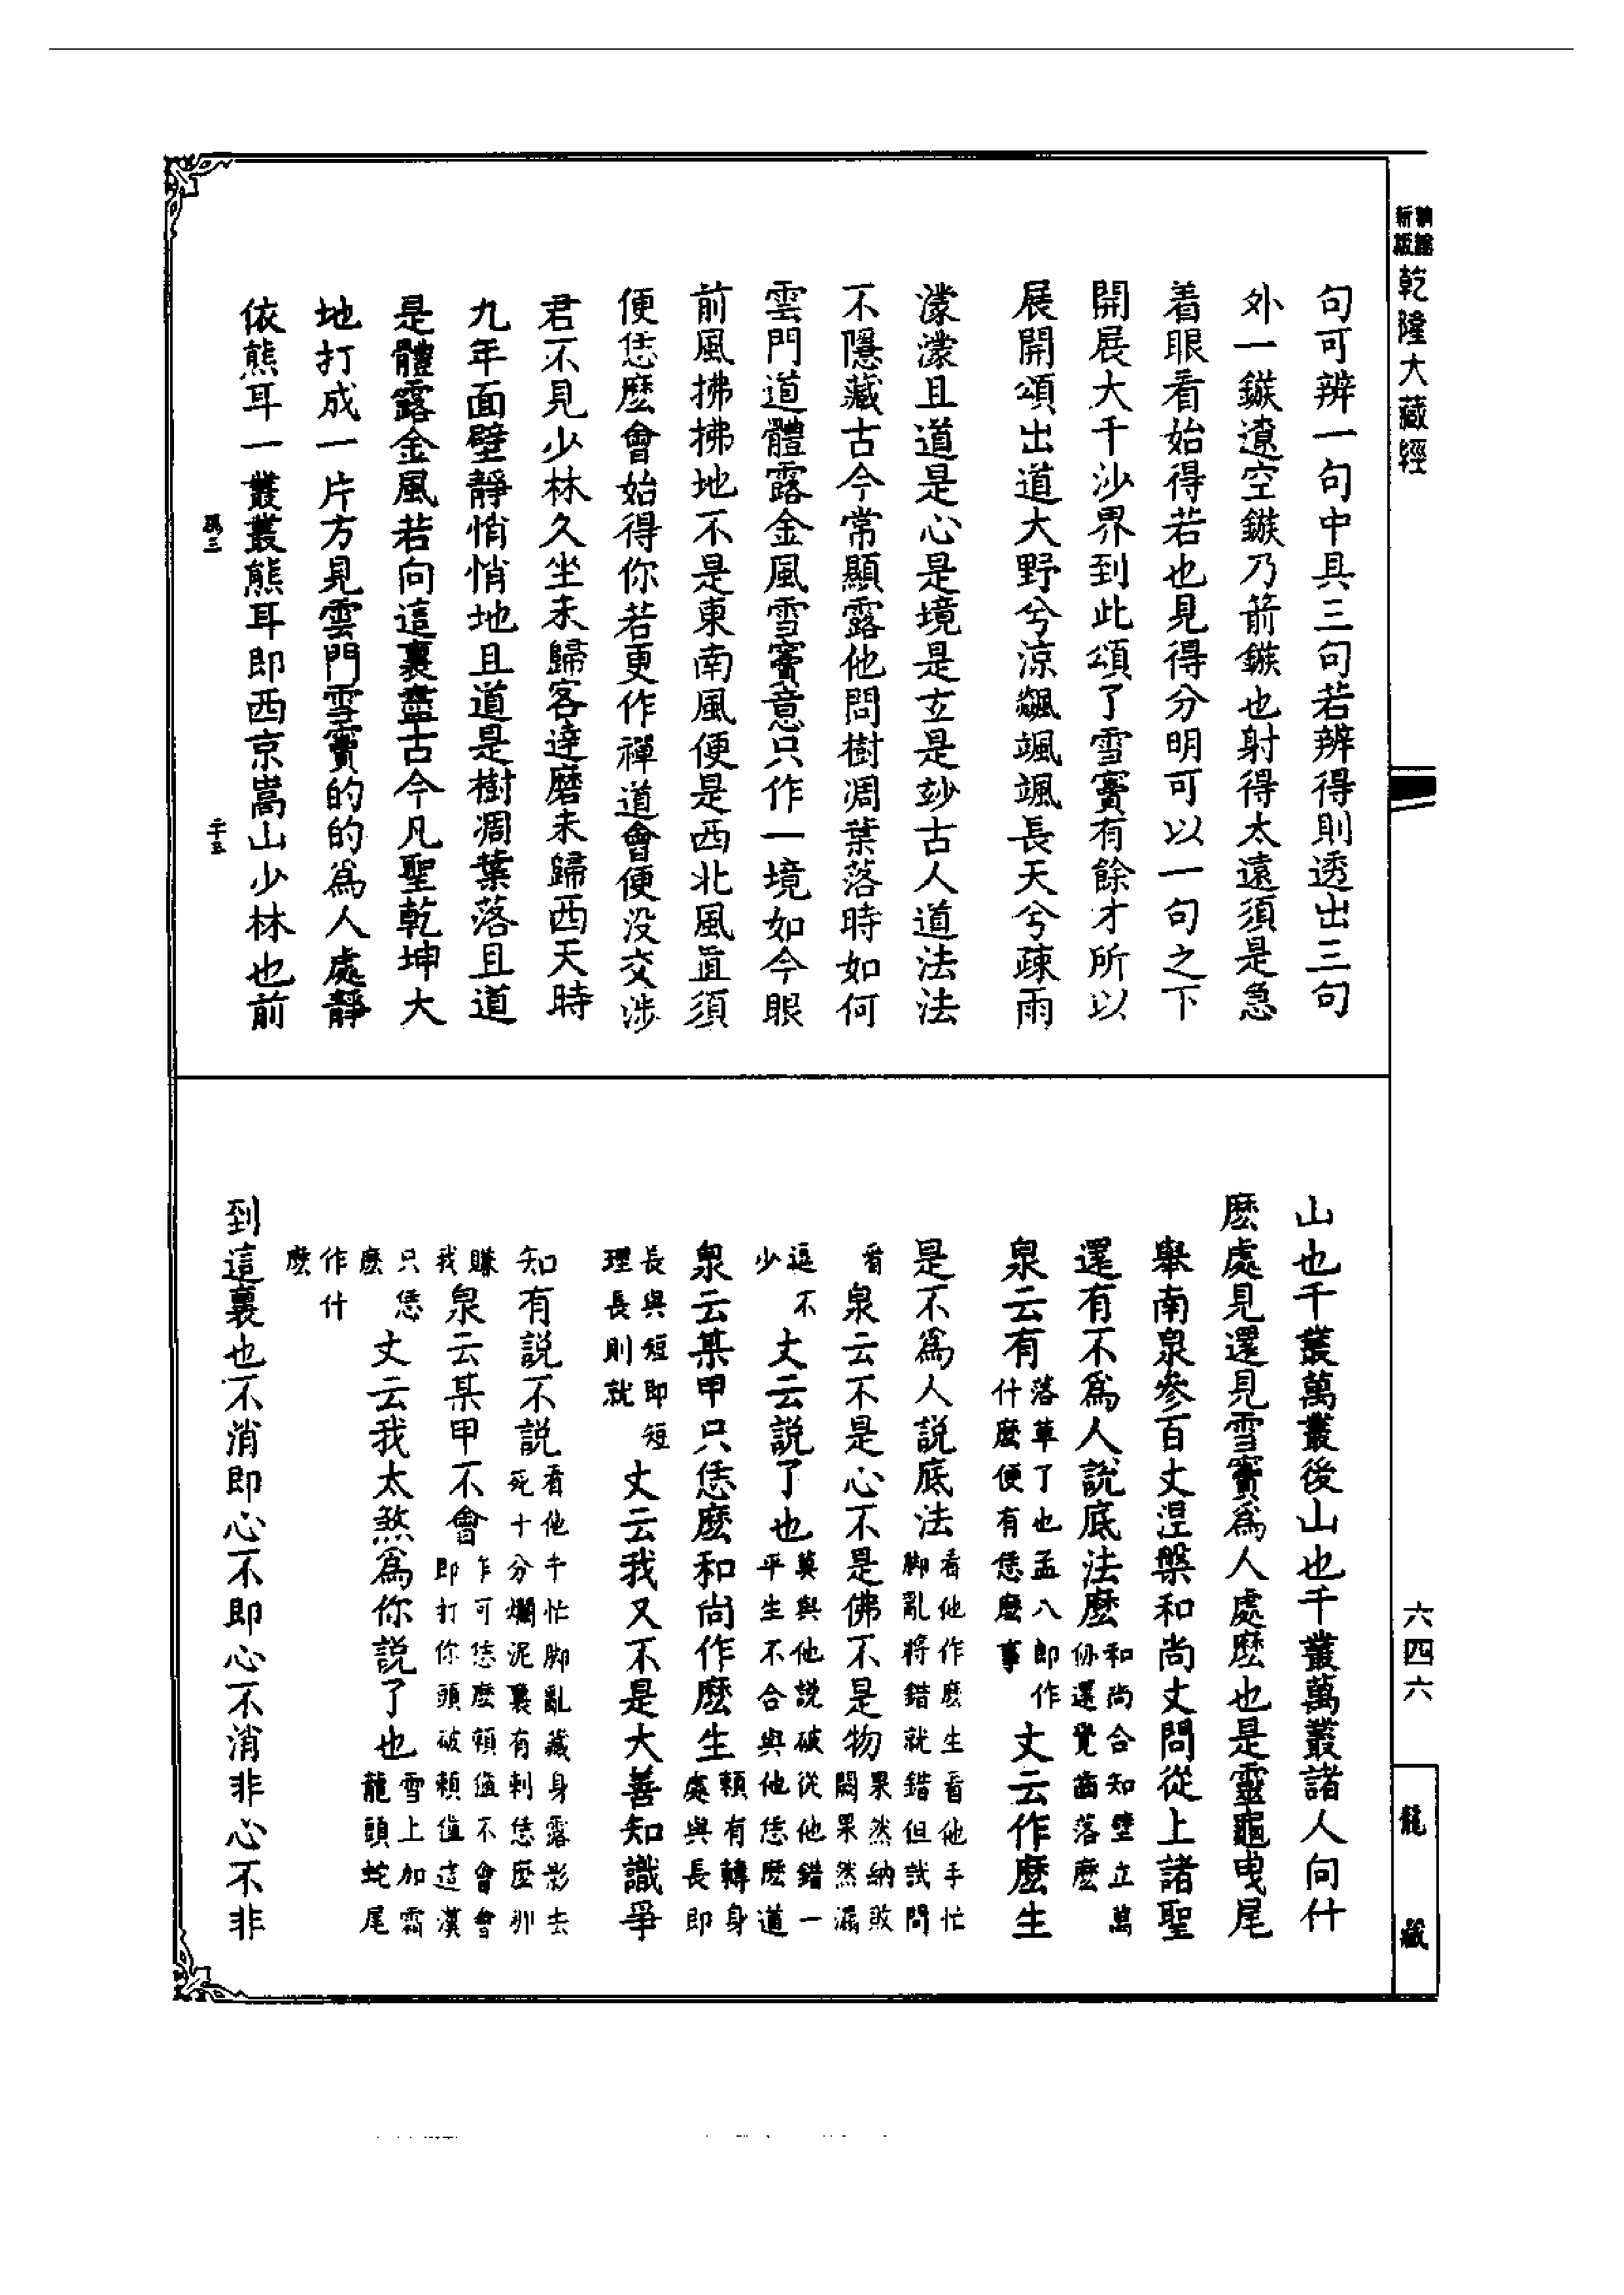 乾隆大藏經
句可辨一句中具三句若辨得則透出三句
外一鏃遼空鏃乃箭鏃也射得太遠須是急
着眼看始得若也見得分明可以一句之下
開展大千沙界到此頌了雪竇有餘才所以
展開頌出道大野兮涼飈颯颯長天兮疎雨
濛濛且道是心是境是玄是玅古人道法法
不隱藏古今常顯露他問樹凋葉落時如何
雲門道體露金風雪竇意只作一境如今眼
前風拂拂地不是東南風便是西北風直須
便恁麼會始得你若更作禪道會便没交涉
君不見少林久坐未歸客達磨未歸西天時
九年面壁靜悄悄地且道是樹凋葉落且道
是體露金風若向這裏盡古今凡聖乾坤大
地打成一片方見雲門雪竇的的為人處靜
依熊耳一叢叢熊耳即西京嵩山少林也前
山也千叢萬叢後山也千叢萬叢諸人向什
麼處見還見雪竇為人處麼也是靈龜曳尾
舉南泉參百丈涅槃和尚丈問從上諸聖
還有不為人說底法麼和尚合知壁立萬仞還覺齒落麼
泉云有落草了也孟八即作什麼便有恁麼事丈云作麼生
是不為人說底法看他作麼生看他手忙脚亂將錯就錯但試問
看泉云不是心不是佛不是物果然納敗闕果然漏
逗不少丈云說了也莫與他說破從他錯一平生不合與他恁麼道
泉云某甲只恁麼和尚作麼生頼有轉身處與長即
長與短即短理長則就丈云我又不是大善知識爭
知有說不說看他手忙脚亂藏身露影去死十分爛泥裏有刺恁麼那
賺我泉云某甲不會乍可恁麼頼值不會會即打你頭破頼值這漢
只恁麼丈云我太煞為你說了也雪上加霜龍頭蛇尾
作什麼
到這裏也不消即心不即心不消非心不非
六四六
龍藏